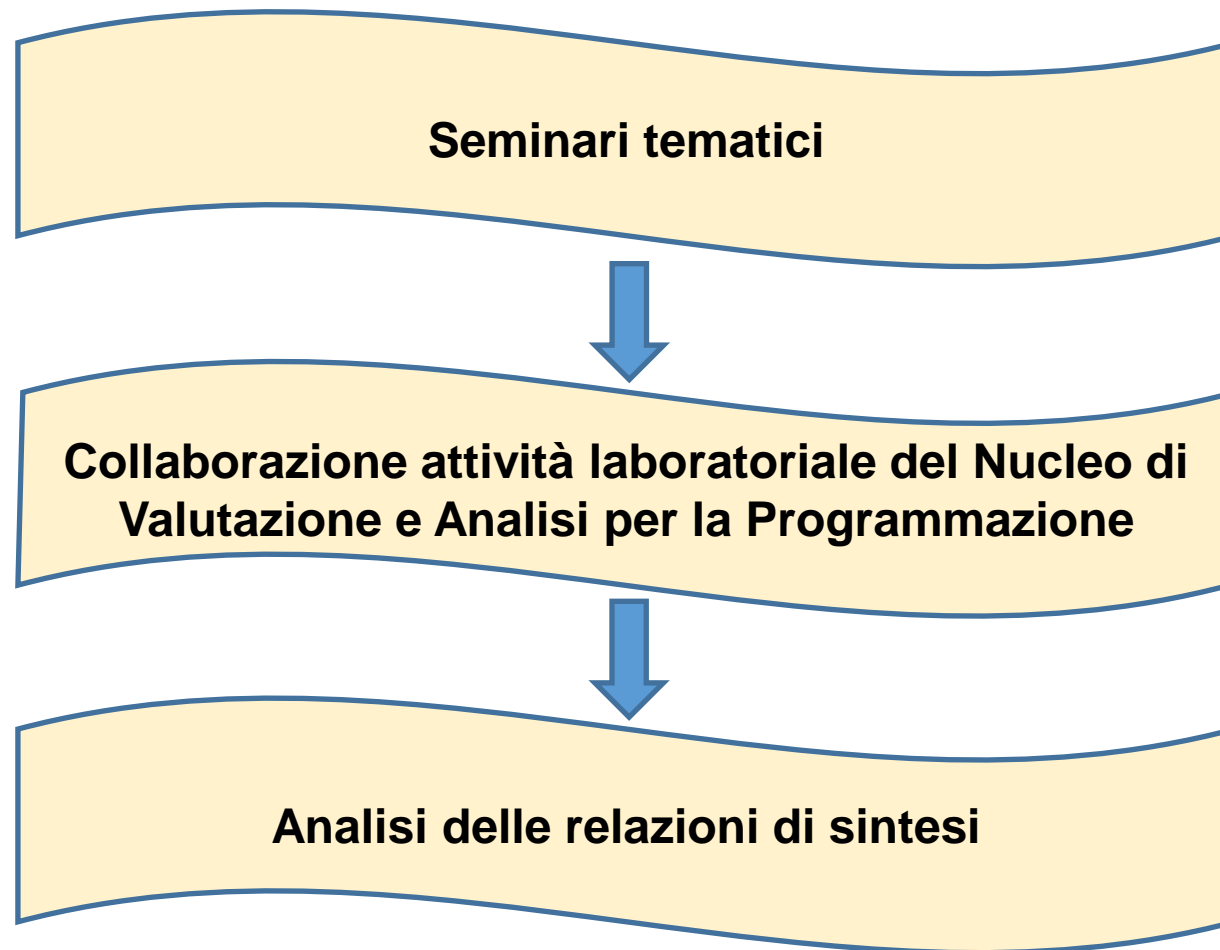 Seminari tematici
Collaborazione attività laboratoriale del Nucleo di
Valutazione e Analisi per la Programmazione
Analisi delle relazioni di sintesi